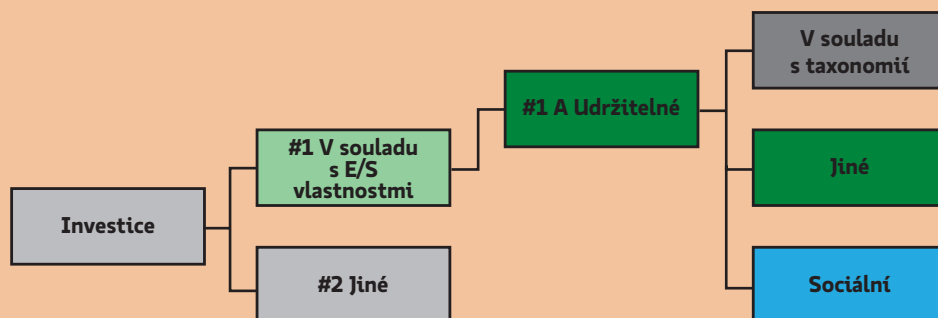 V souladu
s taxonomií
#1 A Udržitelné
#1 V souladu
s E/S
vlastnostmi
Jiné
Investice
#2 Jiné
Sociální